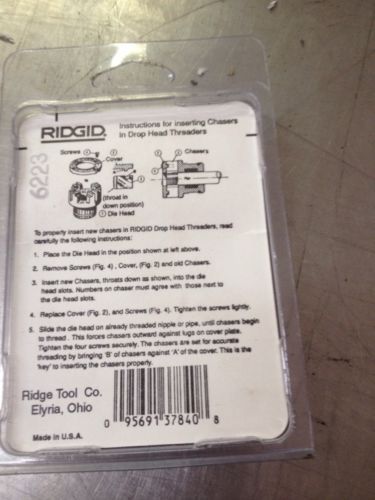 RIDGID
Instructions for inserting Chasers
In Drop Head Threaders
6223
Screws
Cover
Chasers
(throat in
down position)
Die Head
To properly insert new chasers in RIDGID Drop Head Threaders, read
carefully the following instructions:
1. Place the Die Head in the position shown at left above.
2. Remove Screws (Fig. 4), Cover, (Fig. 2) and old Chasers.
3. Insert new Chasers, throats down as shown, into the die
head slots. Numbers on chaser must agree with those next to
the die head slots.
4. Replace Cover (Fig. 2), and Screws (Fig. 4). Tighten the screws lightly.
5. Slide the die head on already threaded nipple or pipe, until chasers begin
to thread. This forces chasers outward against lugs on cover plate.
Tighten the four screws securely. The chasers are set for accurate
threading by bringing 'B' of chasers against 'A' of the cover. This is the
'key' to inserting the chasers properly.
Ridge Tool Co.
Elyria, Ohio
Made in U.S.A.
0 95691 37840 8